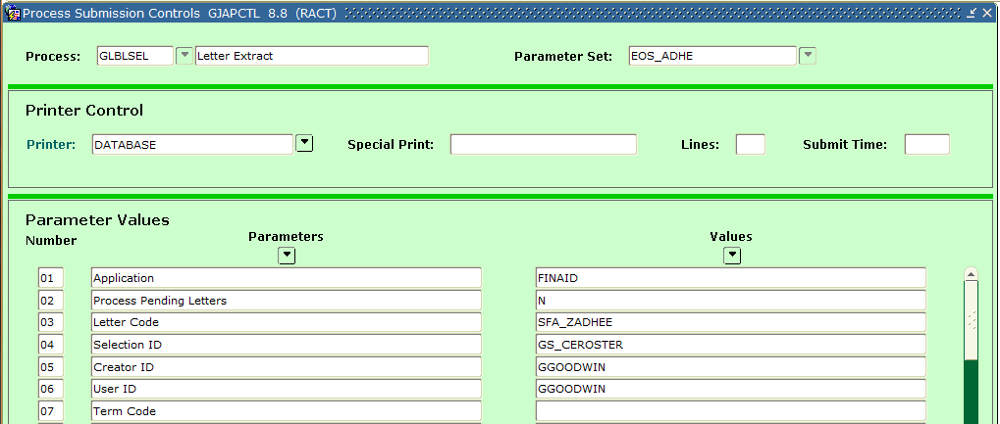 Process Submission Controls GJAPCTL 8.8 (RACT)
Process: GLBLSEL Letter Extract Parameter Set: EOS_ADHE
Printer Control
Printer: DATABASE Special Print: Lines: Submit Time:
Parameter Values
Number Parameters Values
01 Application FINAID
02 Process Pending Letters N
03 Letter Code SFA_ZADHEE
04 Selection ID GS_CEROSTER
05 Creator ID GGOODWIN
06 User ID GGOODWIN
07 Term Code